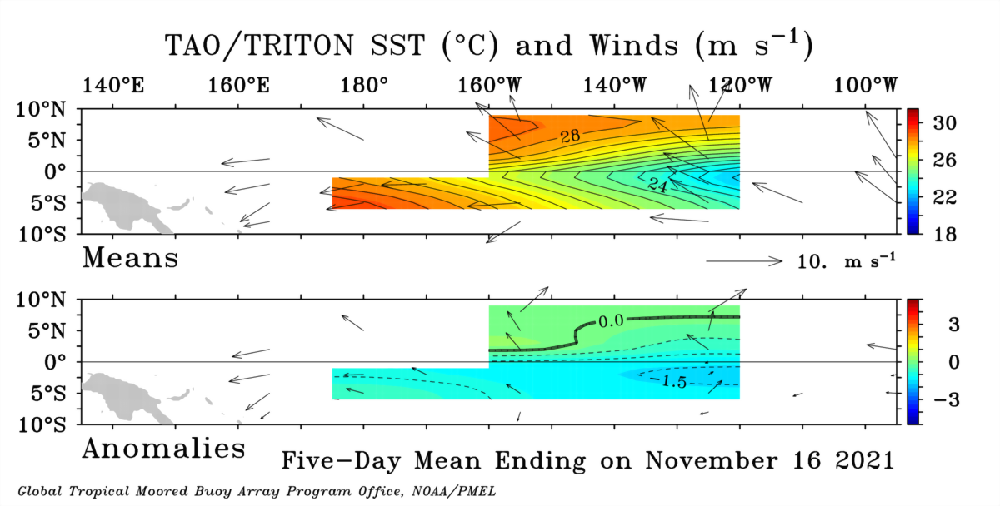 TAO/TRITON SST (°C) and Winds (m s⁻¹)
140°E 160°E 180° 160°W 140°W 120°W 100°W
10°N
5°N
0°
5°S
10°S
28
24
30
26
22
18
Means
10. m s⁻¹
10°N
5°N
0°
5°S
10°S
0.0
−1.5
3
0
−3
Anomalies
Five−Day Mean Ending on November 16 2021
Global Tropical Moored Buoy Array Program Office, NOAA/PMEL